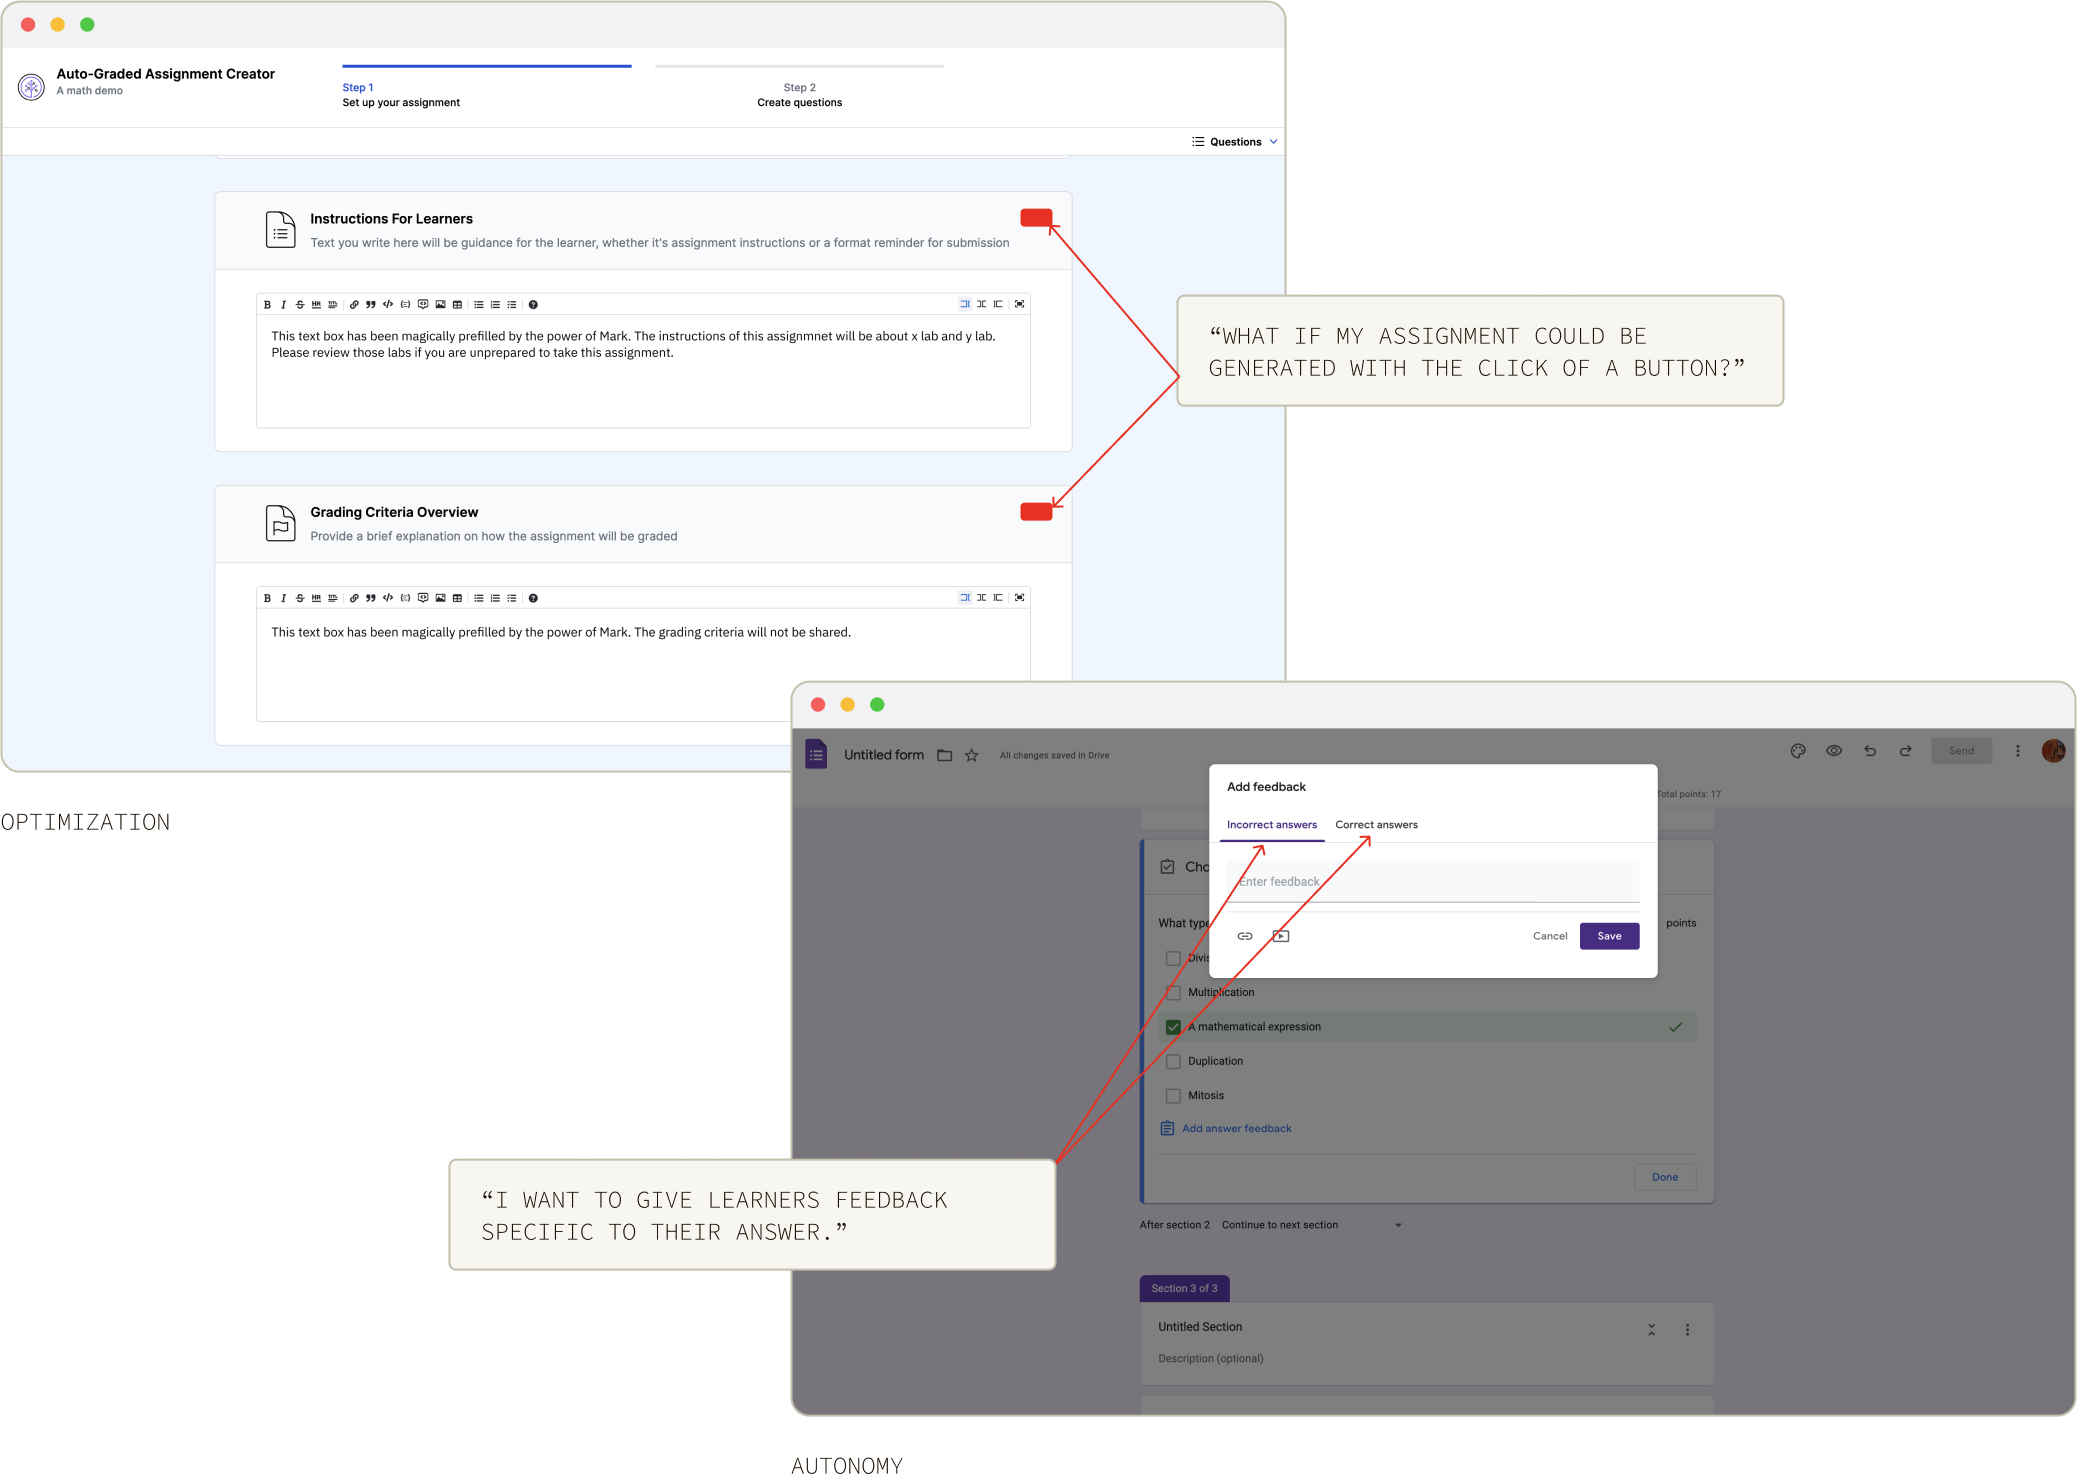 Auto-Graded Assignment Creator
A math demo
Step 1
Set up your assignment
Step 2
Create questions
Questions
Instructions For Learners
Text you write here will be guidance for the learner, whether it's assignment instructions or a format reminder for submission
This text box has been magically prefilled by the power of Mark. The instructions of this assignmnet will be about x lab and y lab.
Please review those labs if you are unprepared to take this assignment.
“WHAT IF MY ASSIGNMENT COULD BE
GENERATED WITH THE CLICK OF A BUTTON?”
Grading Criteria Overview
Provide a brief explanation on how the assignment will be graded
This text box has been magically prefilled by the power of Mark. The grading criteria will not be shared.
OPTIMIZATION
Untitled form
All changes saved in Drive
Send
Total points: 17
Add feedback
Incorrect answers
Correct answers
Enter feedback
Cancel
Save
Cho
What type
points
Divis
Multiplication
A mathematical expression
Duplication
Mitosis
Add answer feedback
Done
“I WANT TO GIVE LEARNERS FEEDBACK
SPECIFIC TO THEIR ANSWER.”
After section 2 Continue to next section
Section 3 of 3
Untitled Section
Description (optional)
AUTONOMY